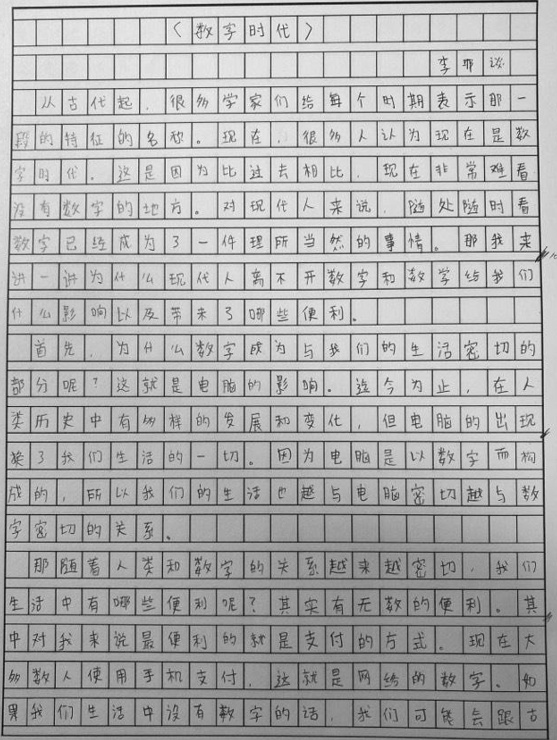 《数字时代》
李邢谈
从古代起，很多学家们给每个时期表示那一
段的特征的名称。现在，很多人认为现在是数
字时代。这是因为比过去相比，现在非常难看
没有数字的地方。对现代人来说，随处随时看
数字已经成为了一件理所当然的事情。那我来
讲一讲为什么现代人离不开数字和数学给我们
什么影响以及带来了哪些便利。
首先，为什么数字成为与我们的生活密切的
部分呢？这就是电脑的影响。迄今为止，在人
类历史中有多样的发展和变化，但电脑的出现
换了我们生活的一切。因为电脑是以数字而构
成的，所以我们的生活也越与电脑密切越与数
字密切的关系。
那随着人类和数字的关系越来越密切，我们
生活中有哪些便利呢？其实有无数的便利。其
中对我来说最便利的就是支付的方式。现在大
多数人使用手机支付，这就是网络的数字。如
果我们生活中没有数字的话，我们可能会跟古